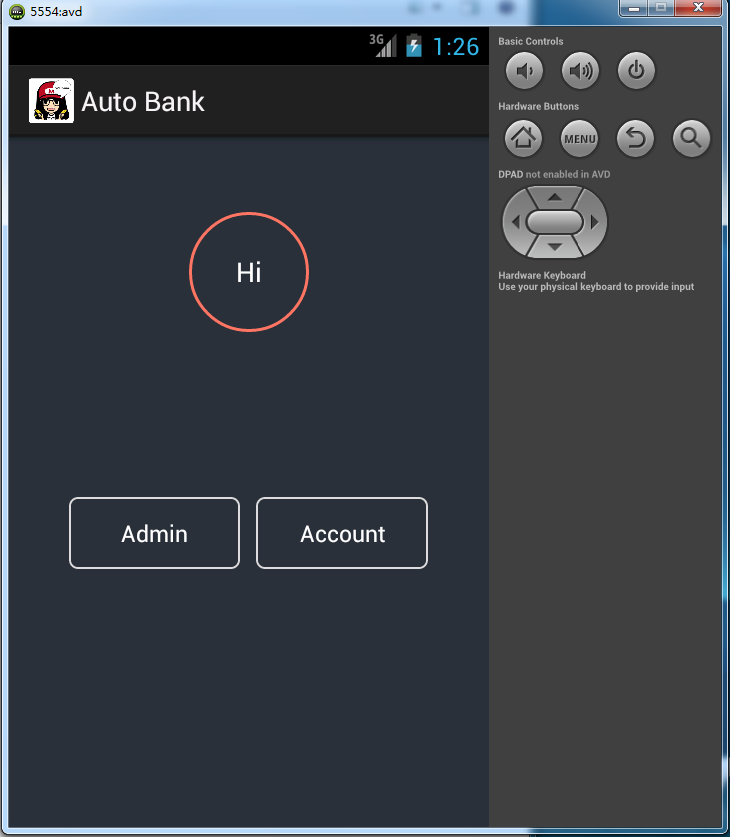 5554:avd
3G 1:26
Auto Bank
Hi
Admin Account
Basic Controls
Hardware Buttons
MENU
DPAD not enabled in AVD
Hardware Keyboard
Use your physical keyboard to provide input